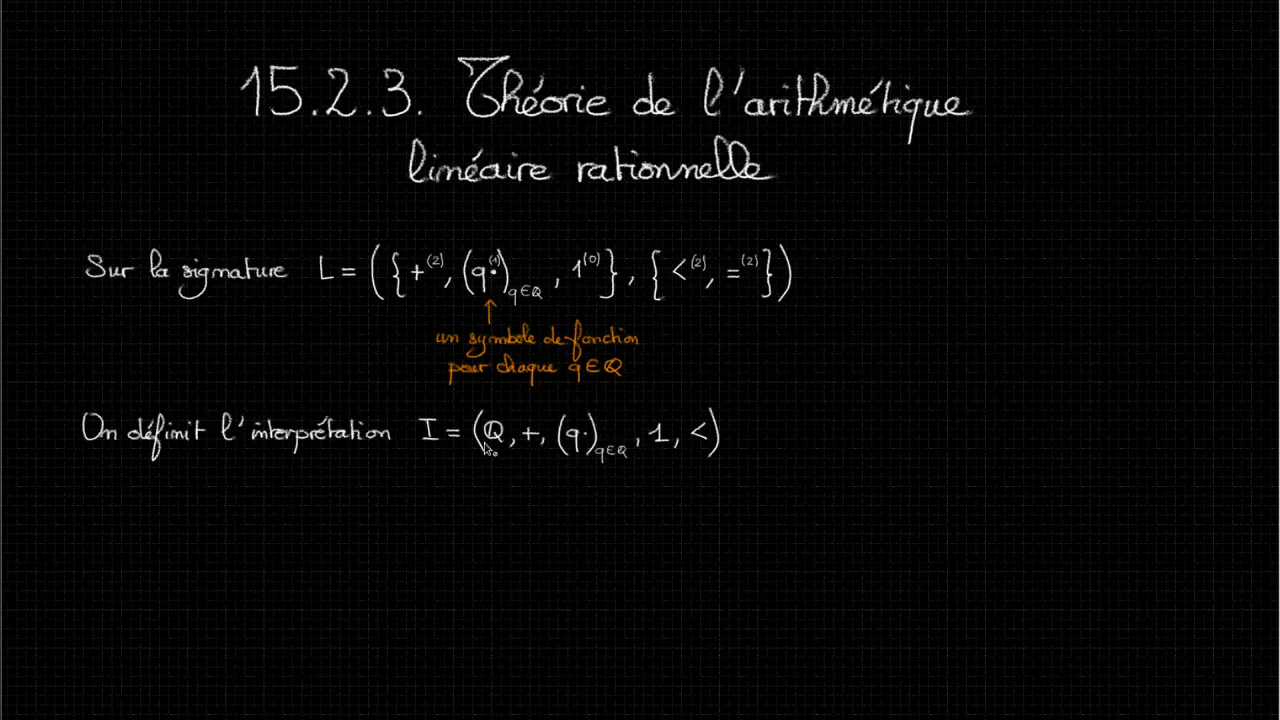 15.2.3. Théorie de l'arithmétique
linéaire rationnelle
Sur la signature L = ({+⁽²⁾, (q·⁽¹⁾)_{q∈ℚ}, 1⁽⁰⁾}, {<⁽²⁾, =⁽²⁾})
↑
un symbole de fonction
pour chaque q∈ℚ
On définit l'interprétation I = (ℚ, +, (q·)_{q∈ℚ}, 1, <)